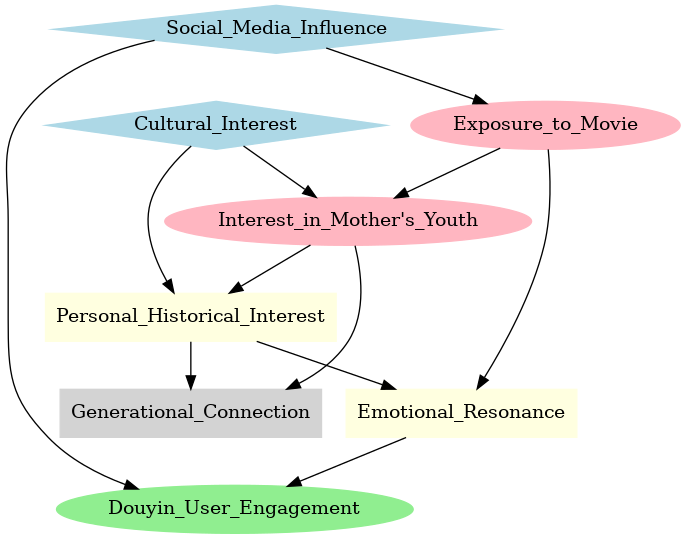 Social_Media_Influence
Cultural_Interest
Exposure_to_Movie
Interest_in_Mother's_Youth
Personal_Historical_Interest
Generational_Connection
Emotional_Resonance
Douyin_User_Engagement